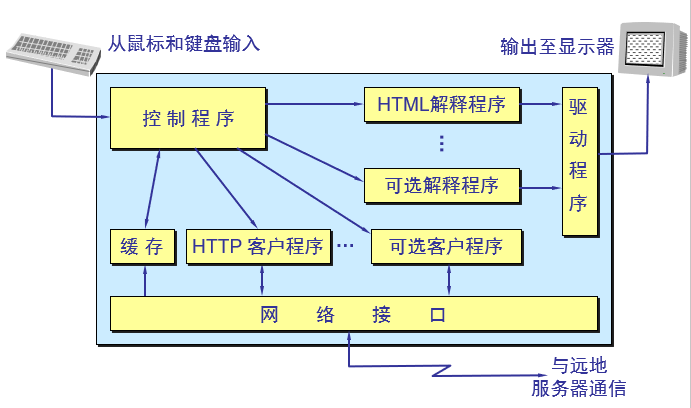 从鼠标和键盘输入
输出至显示器
控制程序
HTML解释程序
驱动程序
⋮
可选解释程序
缓存
HTTP 客户程序
…
可选客户程序
网络接口
与远地
服务器通信